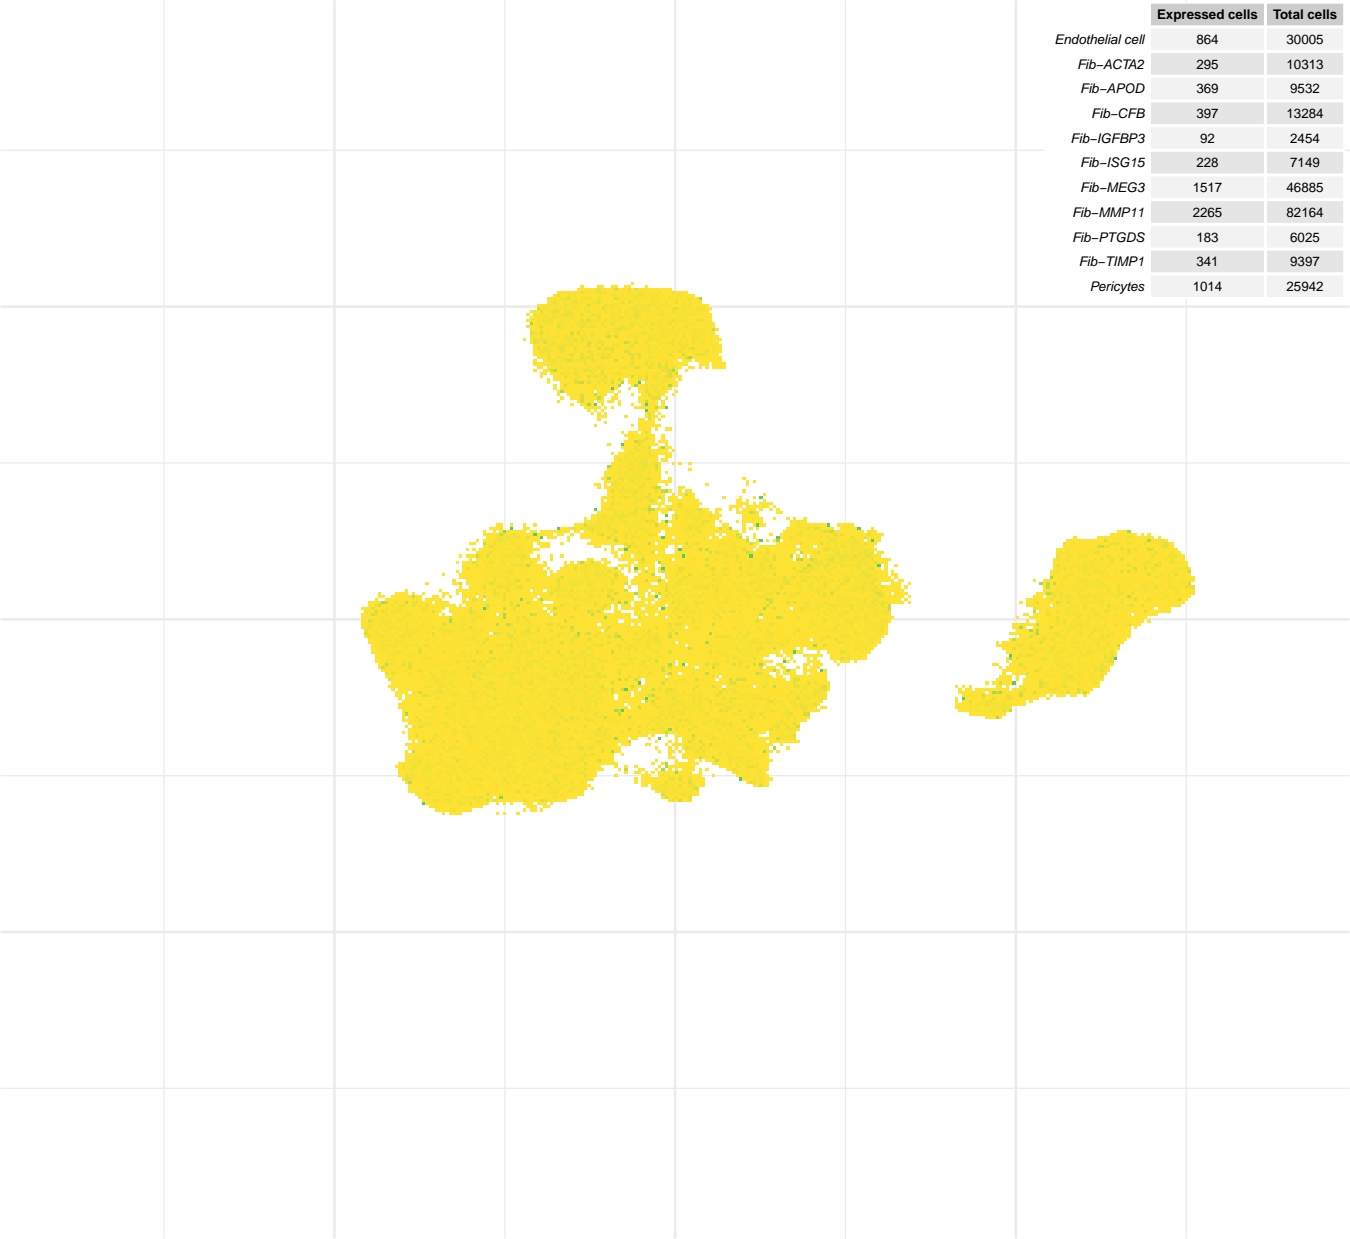 Expressed cells Total cells
Endothelial cell 864 30005
Fib−ACTA2 295 10313
Fib−APOD 369 9532
Fib−CFB 397 13284
Fib−IGFBP3 92 2454
Fib−ISG15 228 7149
Fib−MEG3 1517 46885
Fib−MMP11 2265 82164
Fib−PTGDS 183 6025
Fib−TIMP1 341 9397
Pericytes 1014 25942